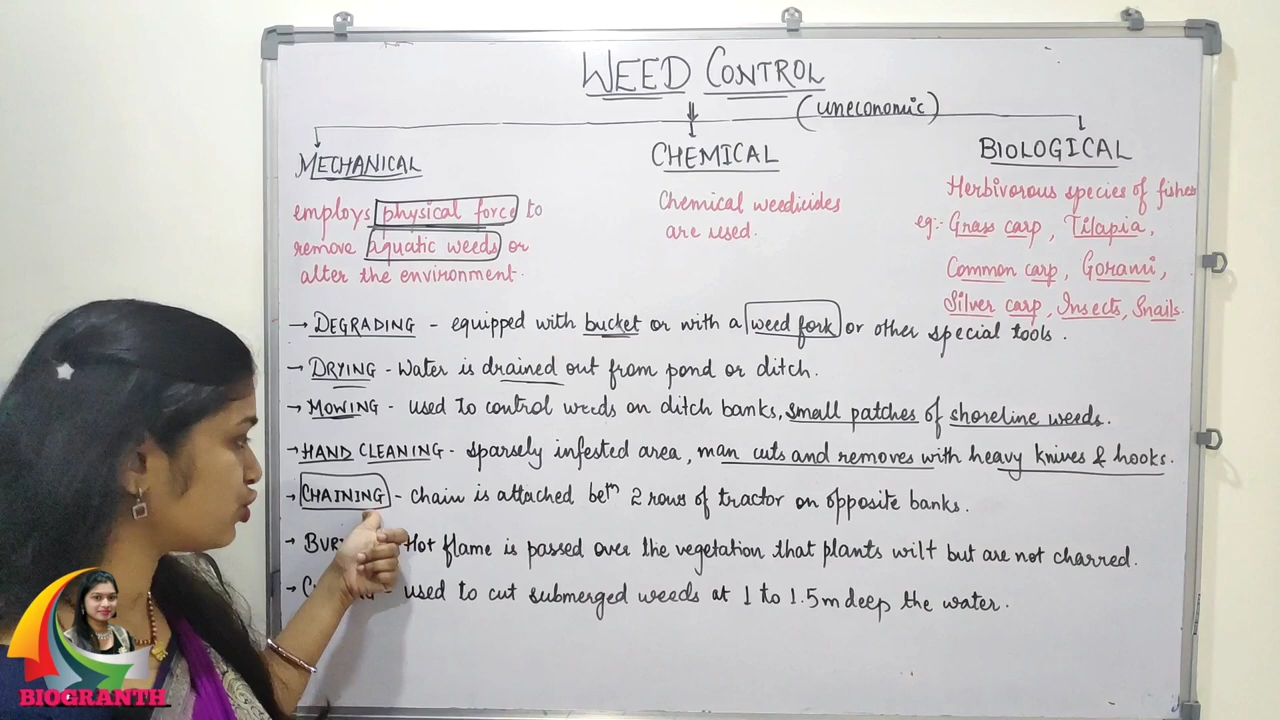 WEED CONTROL
(uneconomic)
MECHANICAL
employs physical force to
remove aquatic weeds or
alter the environment.
CHEMICAL
Chemical weedicides
are used.
BIOLOGICAL
Herbivorous species of fishes
eg:- Grass carp, Tilapia,
Common carp, Gorami,
Silver carp, Insects, Snails.
→ DEGRADING - equipped with bucket or with a weed fork or other special tools.
→ DRYING - Water is drained out from pond or ditch.
→ MOWING - used to control weeds on ditch banks, small patches of shoreline weeds.
→ HAND CLEANING - sparsely infested area, man cuts and removes with heavy knives & hooks.
→ CHAINING - chain is attached betn 2 rows of tractor on opposite banks.
→ Hot flame is passed over the vegetation that plants wilt but are not charred.
→ - used to cut submerged weeds at 1 to 1.5m deep the water.
BIOGRANTH